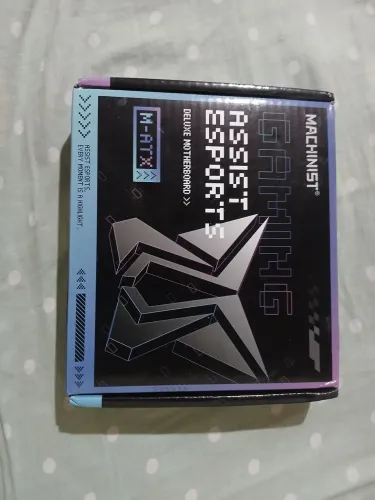 MACHINIST®
GAMING
ASSIST
ESPORTS
DELUXE MOTHERBOARD >>
M-ATX >>>
ASSIST ESPORTS,
EVERY MOMENT IS A HIGHLIGHT.